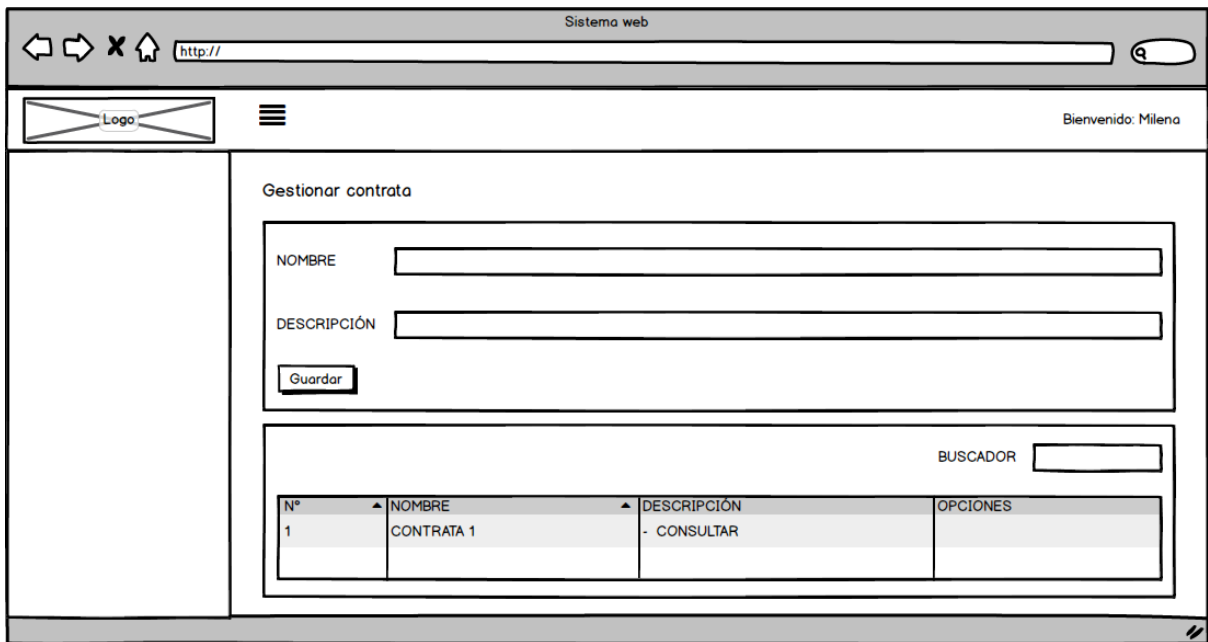 Sistema web
http://
Logo
Bienvenido: Milena
Gestionar contrata
NOMBRE
DESCRIPCIÓN
Guardar
BUSCADOR
N° NOMBRE DESCRIPCIÓN OPCIONES
1 CONTRATA 1 - CONSULTAR